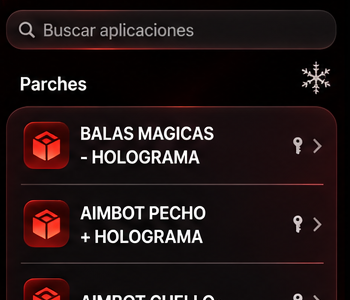 Buscar aplicaciones
Parches
BALAS MAGICAS
- HOLOGRAMA
AIMBOT PECHO
+ HOLOGRAMA
AIMBOT CUELLO